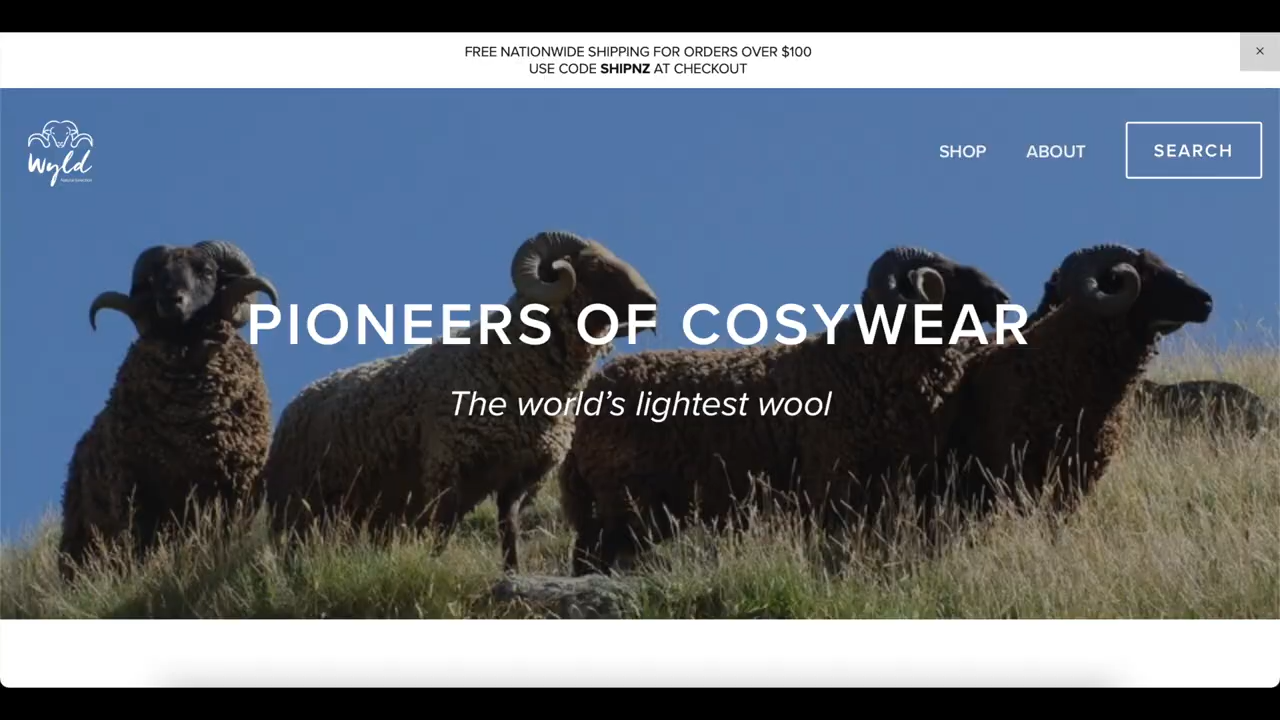 FREE NATIONWIDE SHIPPING FOR ORDERS OVER $100
USE CODE SHIPNZ AT CHECKOUT
×
Wyld
SHOP
ABOUT
SEARCH
PIONEERS OF COSYWEAR
The world’s lightest wool